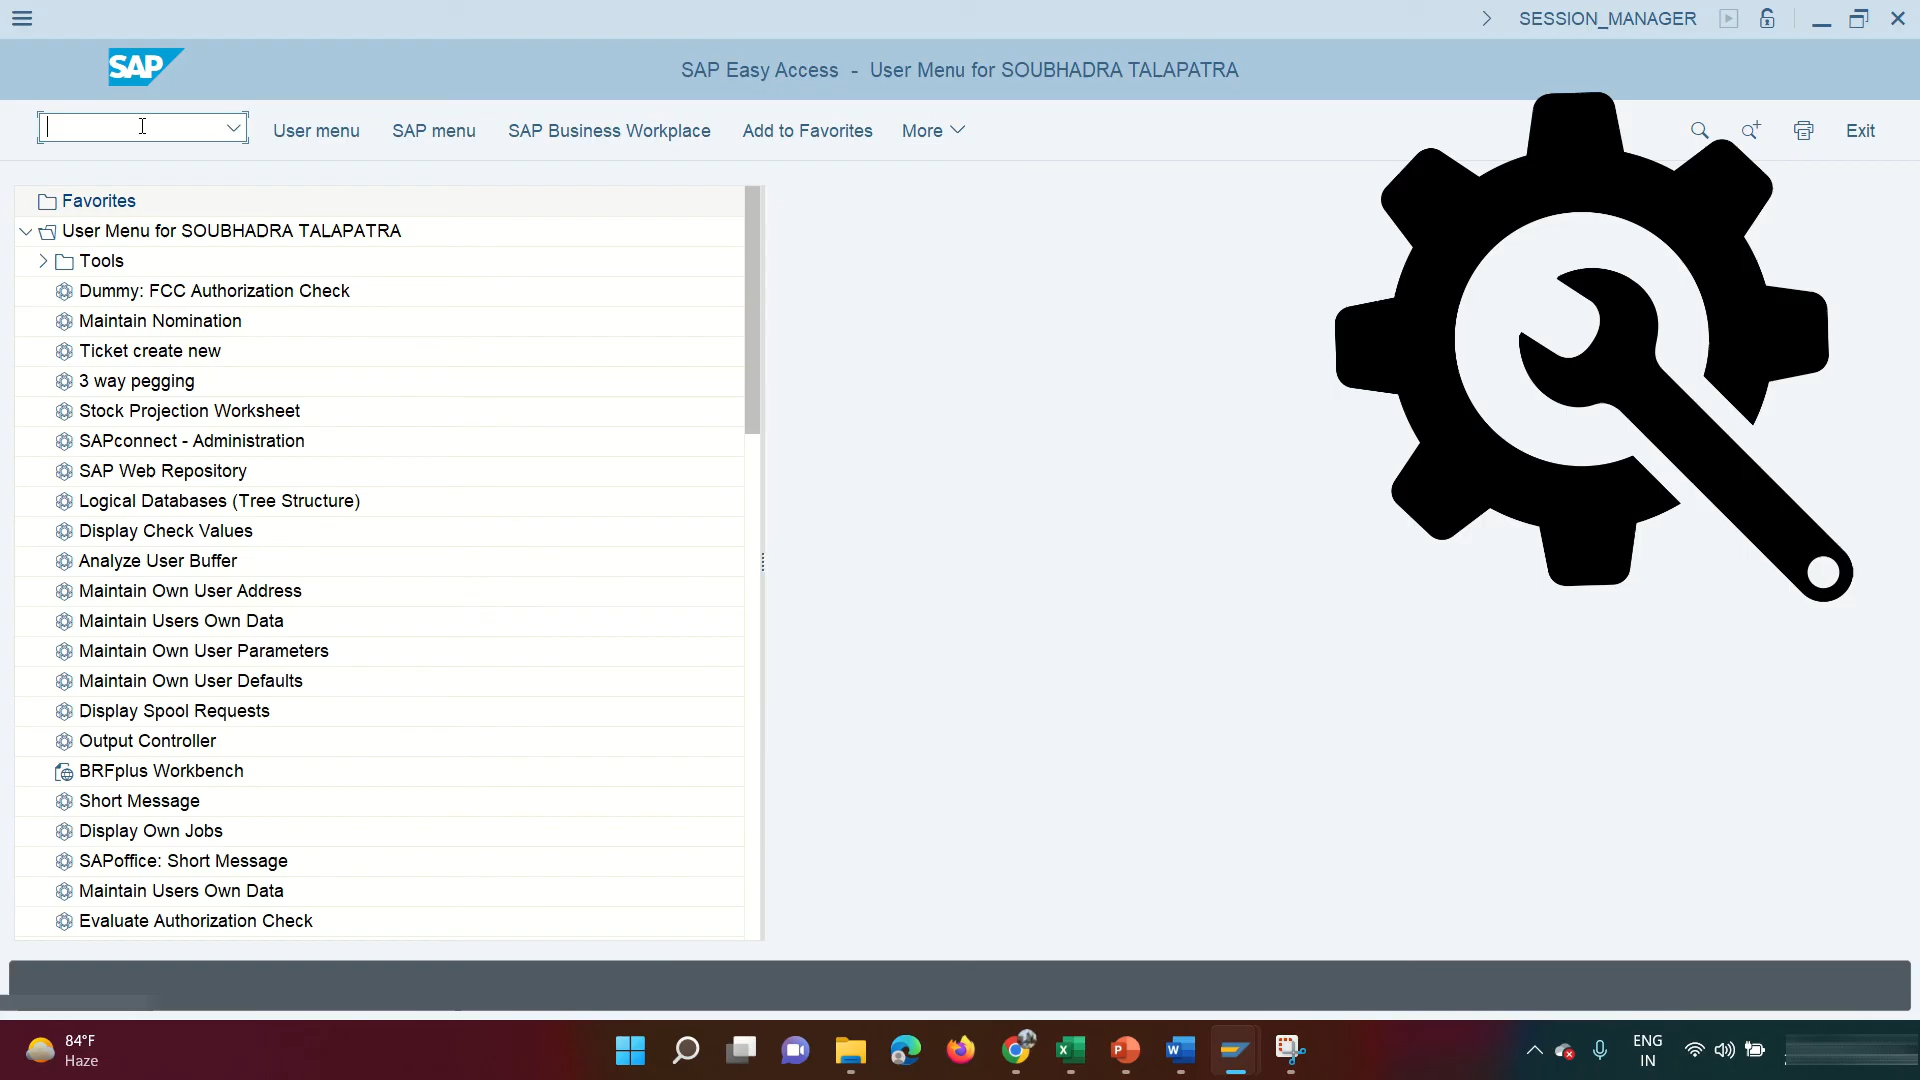 SESSION_MANAGER
SAP
SAP Easy Access - User Menu for SOUBHADRA TALAPATRA
User menu
SAP menu
SAP Business Workplace
Add to Favorites
More
Exit
Favorites
User Menu for SOUBHADRA TALAPATRA
Tools
Dummy: FCC Authorization Check
Maintain Nomination
Ticket create new
3 way pegging
Stock Projection Worksheet
SAPconnect - Administration
SAP Web Repository
Logical Databases (Tree Structure)
Display Check Values
Analyze User Buffer
Maintain Own User Address
Maintain Users Own Data
Maintain Own User Parameters
Maintain Own User Defaults
Display Spool Requests
Output Controller
BRFplus Workbench
Short Message
Display Own Jobs
SAPoffice: Short Message
Maintain Users Own Data
Evaluate Authorization Check
84°F
Haze
ENG
IN